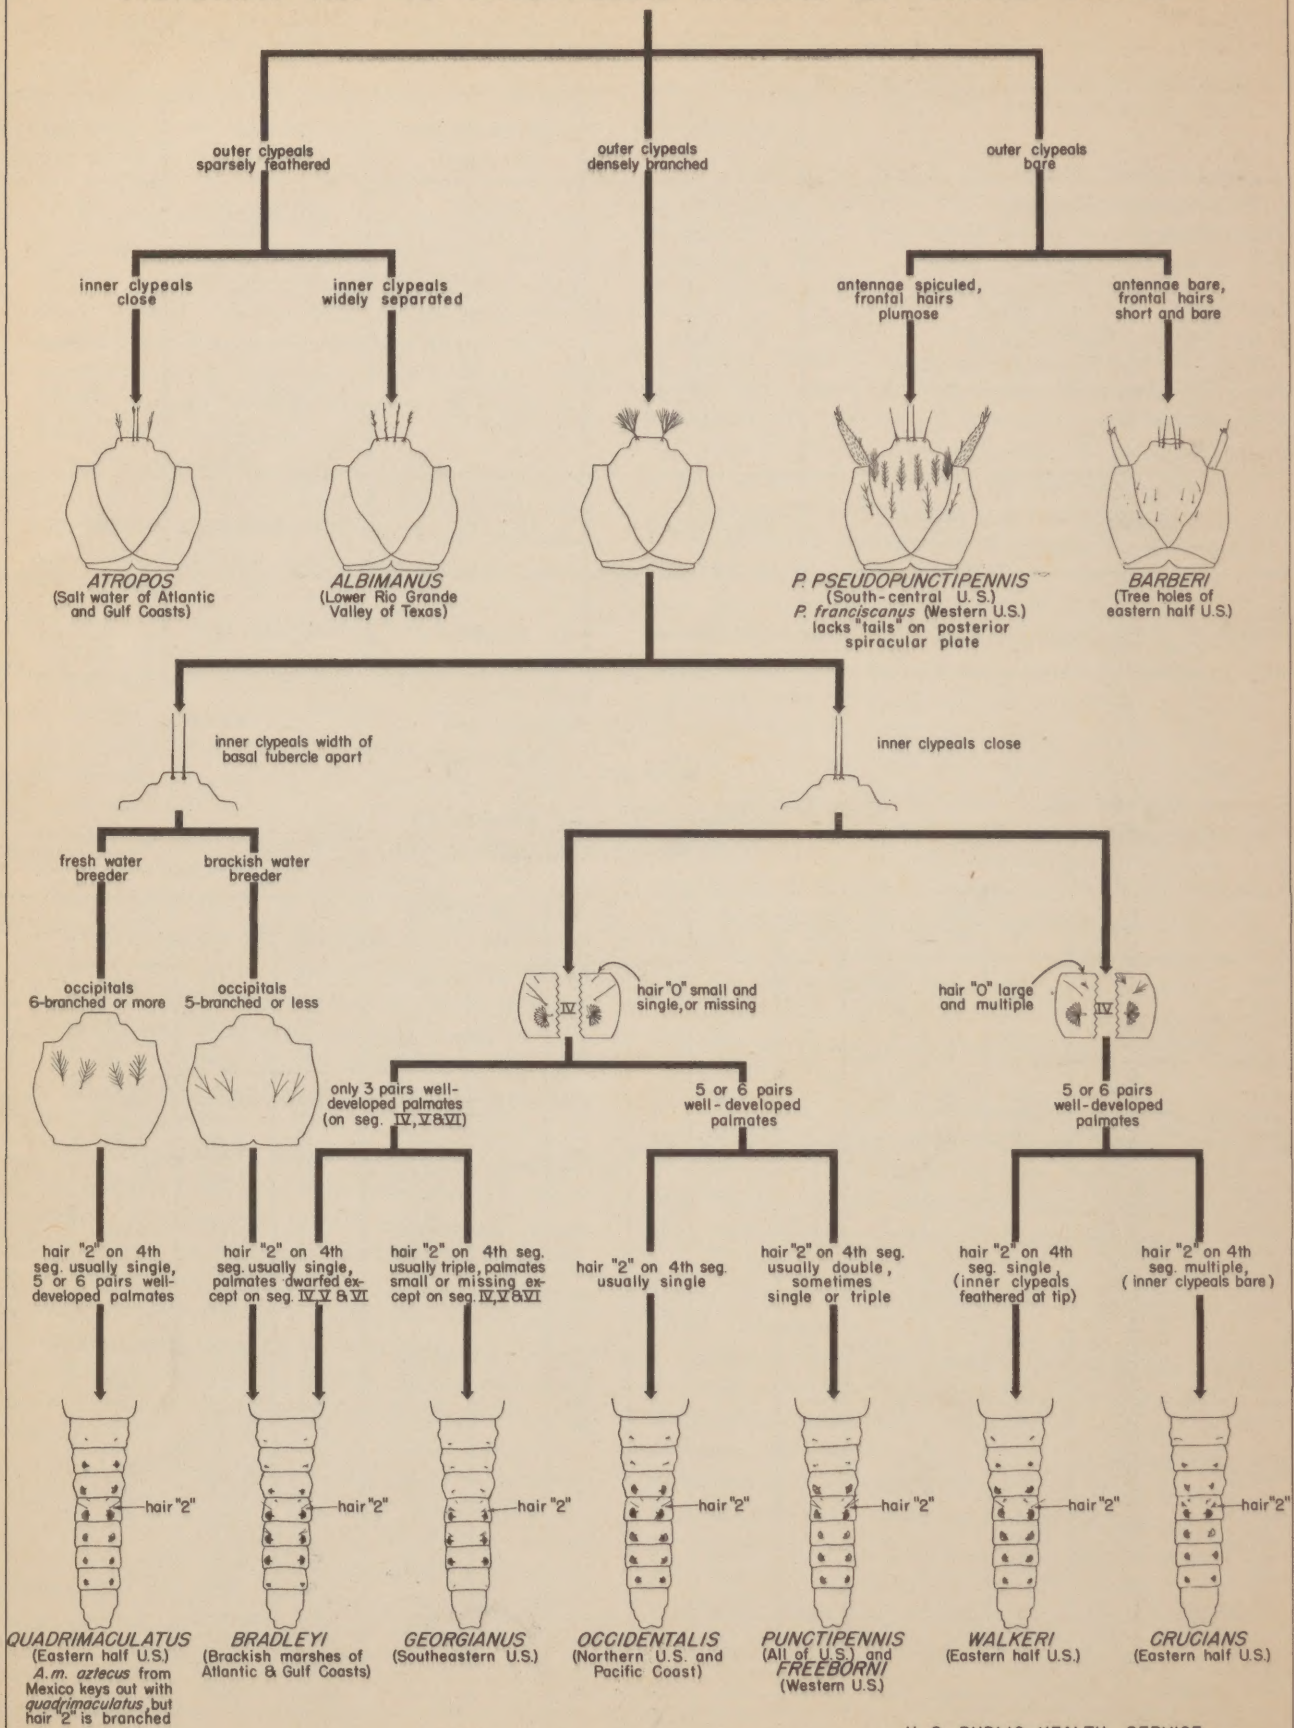 outer clypeals
sparsely feathered
outer clypeals
densely branched
outer clypeals
bare
inner clypeals
close
inner clypeals
widely separated
antennae spiculed,
frontal hairs
plumose
antennae bare,
frontal hairs
short and bare
ATROPOS
(Salt water of Atlantic
and Gulf Coasts)
ALBIMANUS
(Lower Rio Grande
Valley of Texas)
P. PSEUDOPUNCTIPENNIS
(South-central U. S.)
P. franciscanus (Western U.S.)
lacks "tails" on posterior
spiracular plate
BARBERI
(Tree holes of
eastern half U.S.)
inner clypeals width of
basal tubercle apart
inner clypeals close
fresh water
breeder
brackish water
breeder
occipitals
6-branched or more
occipitals
5-branched or less
IV
hair "0" small and
single, or missing
hair "0" large
and multiple
IV
only 3 pairs well-
developed palmates
(on seg. IV, V & VI)
5 or 6 pairs
well-developed
palmates
5 or 6 pairs
well-developed
palmates
hair "2" on 4th
seg. usually single,
5 or 6 pairs well-
developed palmates
hair "2" on 4th
seg. usually single,
palmates dwarfed ex-
cept on seg. IV, V & VI
hair "2" on 4th seg.
usually triple, palmates
small or missing ex-
cept on seg. IV, V & VI
hair "2" on 4th seg.
usually single
hair "2" on 4th seg.
usually double,
sometimes
single or triple
hair "2" on 4th
seg. single,
(inner clypeals
feathered at tip)
hair "2" on 4th
seg. multiple,
(inner clypeals bare)
hair "2"
hair "2"
hair "2"
hair "2"
hair "2"
hair "2"
hair "2"
QUADRIMACULATUS
(Eastern half U.S.)
A. m. aztecus from
Mexico keys out with
quadrimaculatus, but
hair "2" is branched
BRADLEYI
(Brackish marshes of
Atlantic & Gulf Coasts)
GEORGIANUS
(Southeastern U.S.)
OCCIDENTALIS
(Northern U.S. and
Pacific Coast)
PUNCTIPENNIS
(All of U.S.) and
FREEBORNI
(Western U.S.)
WALKERI
(Eastern half U.S.)
CRUCIANS
(Eastern half U.S.)
U. S. PUBLIC HEALTH SERVICE